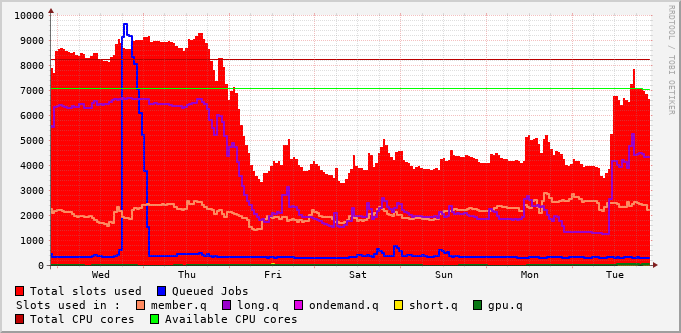 10000
9000
8000
7000
6000
5000
4000
3000
2000
1000
0
Wed Thu Fri Sat Sun Mon Tue
RRDTOOL / TOBI OETIKER
Total slots used Queued Jobs
Slots used in : member.q long.q ondemand.q short.q gpu.q
Total CPU cores Available CPU cores